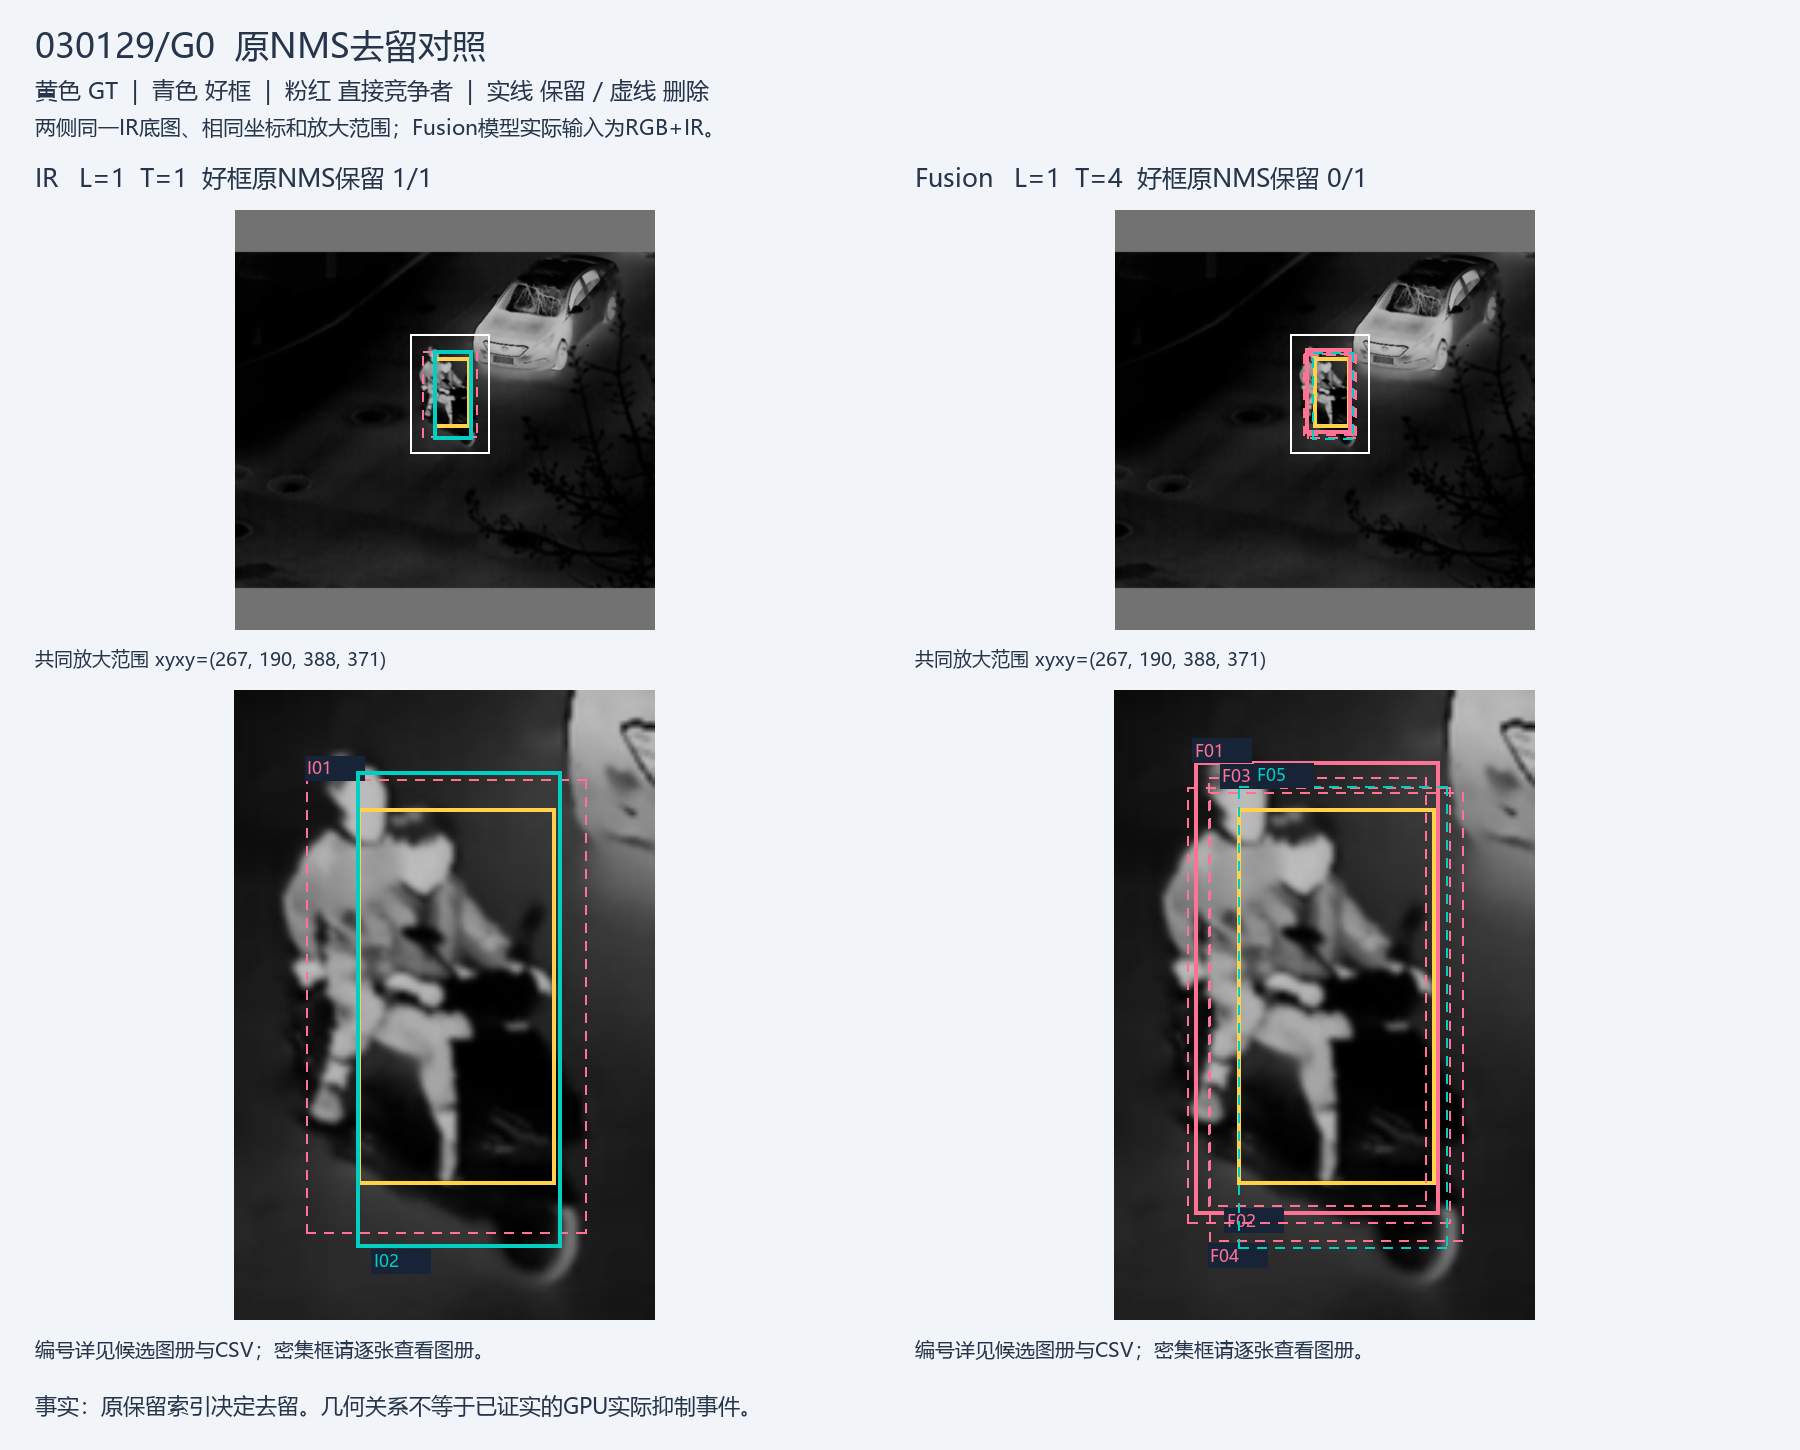 030129/G0 原NMS去留对照
黄色 GT | 青色 好框 | 粉红 直接竞争者 | 实线 保留 / 虚线 删除
两侧同一IR底图、相同坐标和放大范围；Fusion模型实际输入为RGB+IR。
IR L=1 T=1 好框原NMS保留 1/1
Fusion L=1 T=4 好框原NMS保留 0/1
共同放大范围 xyxy=(267, 190, 388, 371)
共同放大范围 xyxy=(267, 190, 388, 371)
I01
I02
F01
F03 F05
F02
F04
编号详见候选图册与CSV；密集框请逐张查看图册。
编号详见候选图册与CSV；密集框请逐张查看图册。
事实：原保留索引决定去留。几何关系不等于已证实的GPU实际抑制事件。